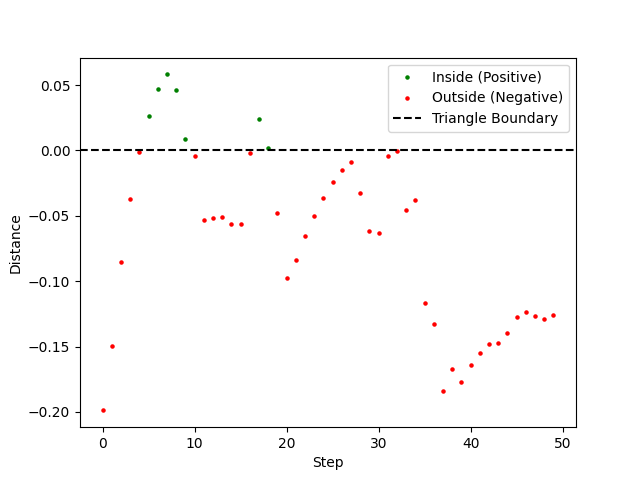 Inside (Positive)
Outside (Negative)
Triangle Boundary
0.05
0.00
−0.05
−0.10
−0.15
−0.20
Distance
0
10
20
30
40
50
Step